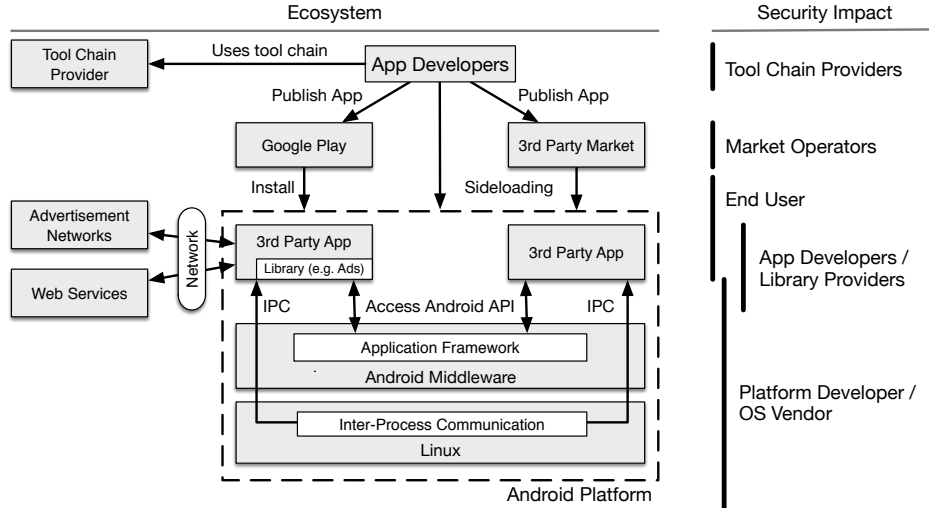 Ecosystem
Security Impact
Tool Chain
Provider
Uses tool chain
App Developers
Tool Chain Providers
Publish App
Publish App
Google Play
3rd Party Market
Market Operators
Install
Sideloading
End User
Advertisement
Networks
Network
3rd Party App
Library (e.g. Ads)
3rd Party App
App Developers /
Library Providers
Web Services
IPC
Access Android API
IPC
Application Framework
Android Middleware
Platform Developer /
OS Vendor
Inter-Process Communication
Linux
Android Platform